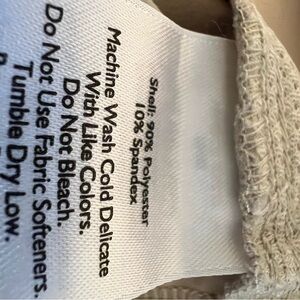 Shell: 90% Polyester
10% Spandex
Machine Wash Cold Delicate
With Like Colors.
Do Not Bleach.
Do Not Use Fabric Softeners.
Tumble Dry Low.